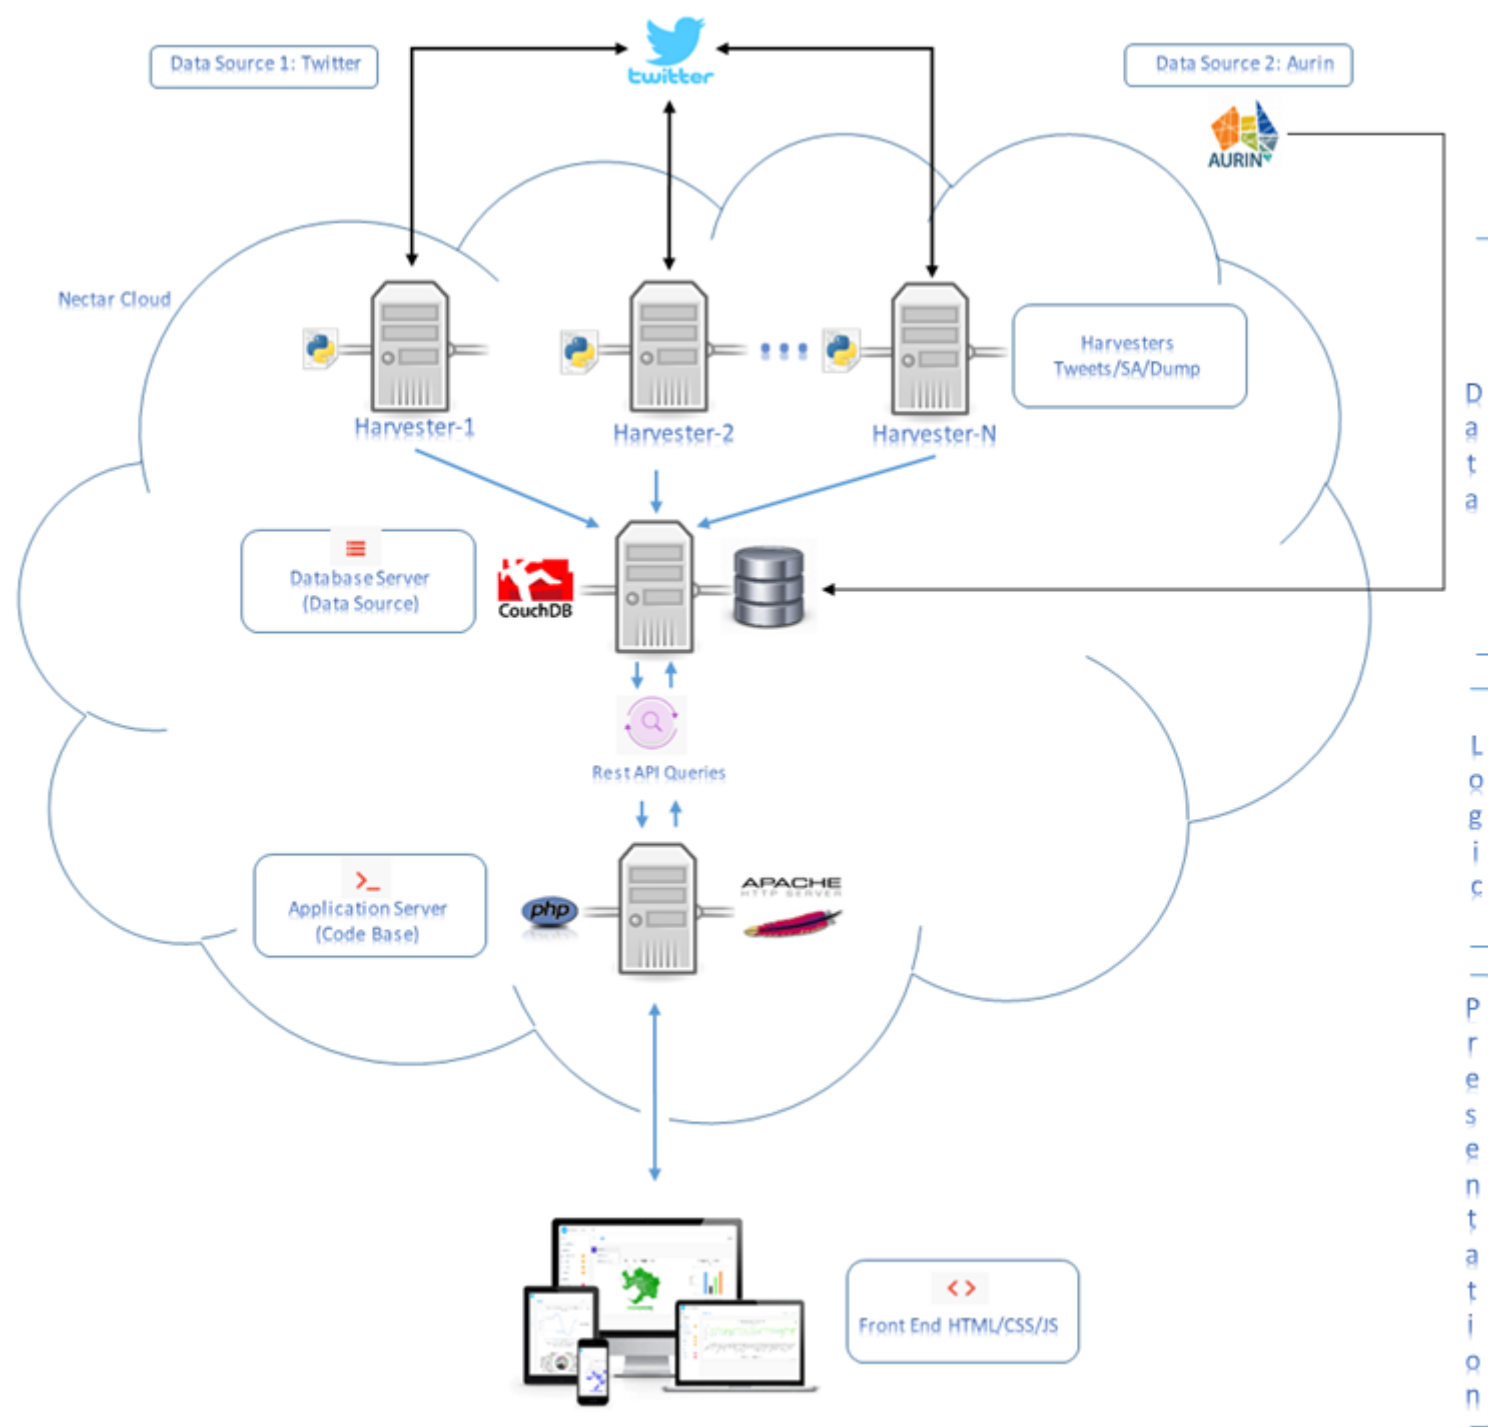 Data Source 1: Twitter
twitter
Data Source 2: Aurin
AURIN
Nectar Cloud
Harvesters
Tweets/SA/Dump
Harvester-1
Harvester-2
Harvester-N
Data
Database Server
(Data Source)
CouchDB
Rest API Queries
Logic
Application Server
(Code Base)
php
APACHE
HTTP SERVER
Presentation
Front End HTML/CSS/JS